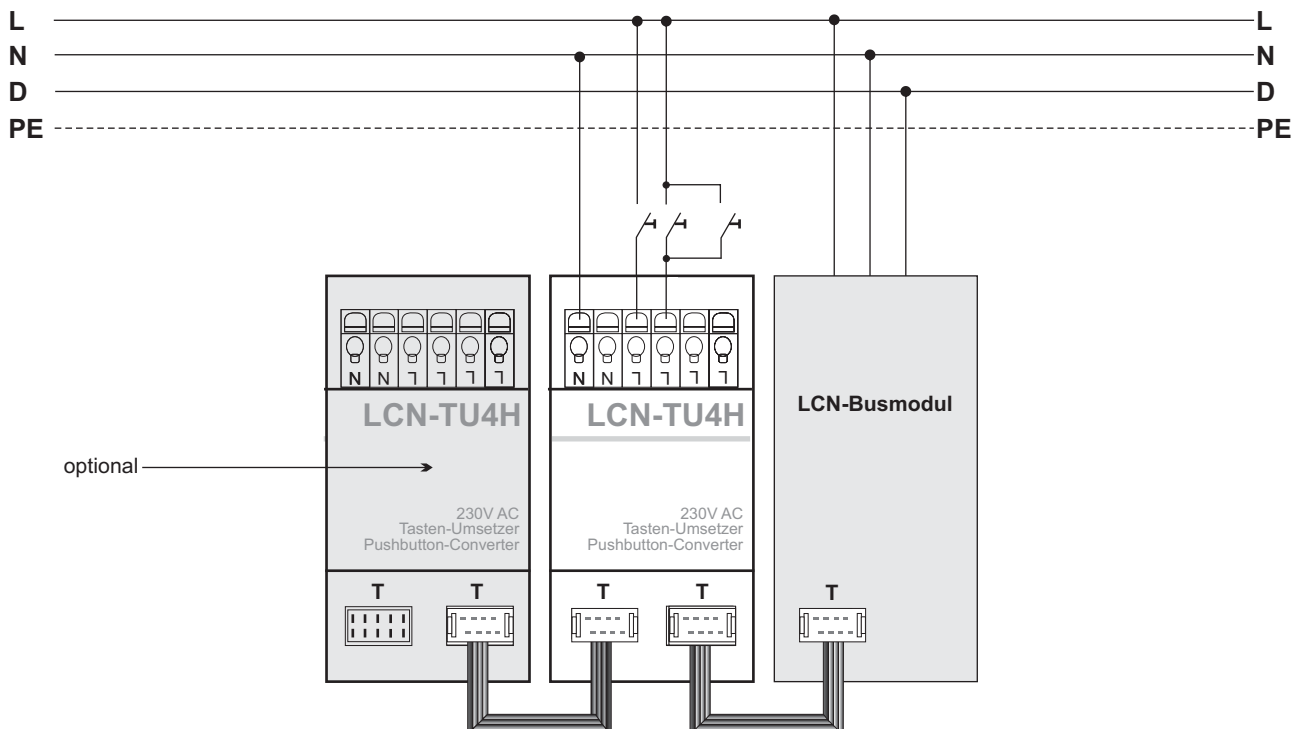 L L
N N
D D
PE PE
N N L L L L
N N L L L L
LCN-TU4H
LCN-TU4H
LCN-Busmodul
optional
230V AC
Tasten-Umsetzer
Pushbutton-Converter
230V AC
Tasten-Umsetzer
Pushbutton-Converter
T T T T T